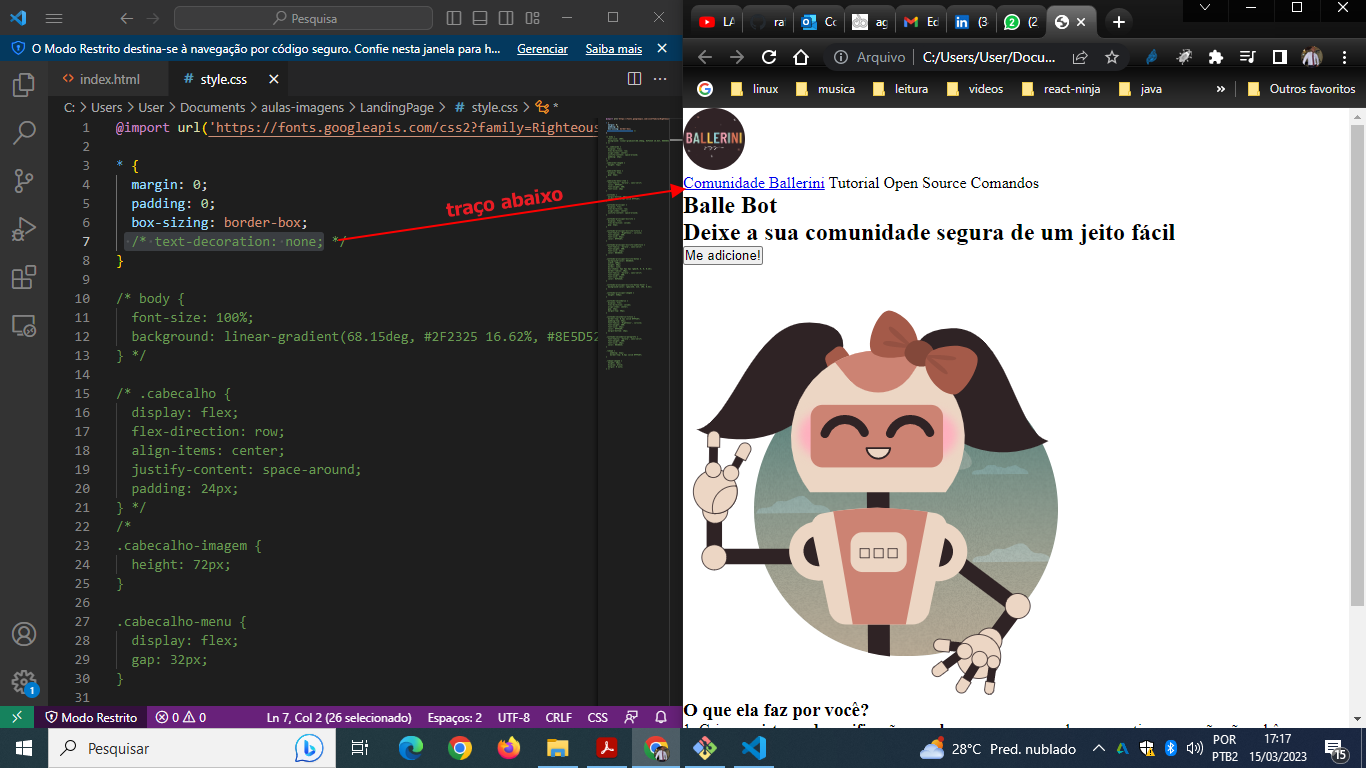 Pesquisa
O Modo Restrito destina-se à navegação por código seguro. Confie nesta janela para h... Gerenciar Saiba mais
index.html
style.css
C: > Users > User > Documents > aulas-imagens > LandingPage > # style.css > *
1 @import url('https://fonts.googleapis.com/css2?family=Righteous
2
3 * {
4 margin: 0;
5 padding: 0;
6 box-sizing: border-box;
7 /* text-decoration: none; */
8 }
9
10 /* body {
11 font-size: 100%;
12 background: linear-gradient(68.15deg, #2F2325 16.62%, #8E5D52
13 } */
14
15 /* .cabecalho {
16 display: flex;
17 flex-direction: row;
18 align-items: center;
19 justify-content: space-around;
20 padding: 24px;
21 } */
22 /*
23 .cabecalho-imagem {
24 height: 72px;
25 }
26
27 .cabecalho-menu {
28 display: flex;
29 gap: 32px;
30 }
31
traço abaixo
1
Modo Restrito 0 0 Ln 7, Col 2 (26 selecionado) Espaços: 2 UTF-8 CRLF CSS
LA
ra
Co
ag
Ed
(3
(2
Arquivo | C:/Users/User/Docu...
linux musica leitura videos react-ninja java » Outros favoritos
BALLERINI
Comunidade Ballerini Tutorial Open Source Comandos
Balle Bot
Deixe a sua comunidade segura de um jeito fácil
Me adicione!
O que ela faz por você?
Pesquisar
28°C Pred. nublado
POR
PTB2
17:17
15/03/2023
15